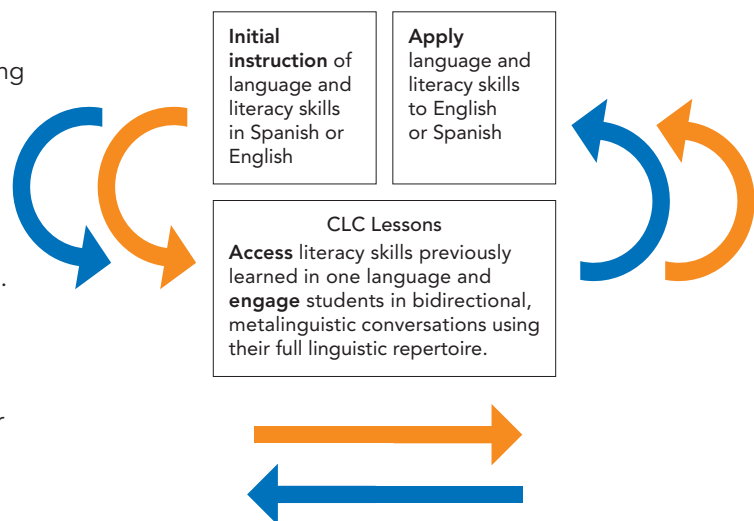 ng
.
r
Initial
instruction of
language and
literacy skills
in Spanish or
English
Apply
language and
literacy skills
to English
or Spanish
CLC Lessons
Access literacy skills previously
learned in one language and
engage students in bidirectional,
metalinguistic conversations using
their full linguistic repertoire.